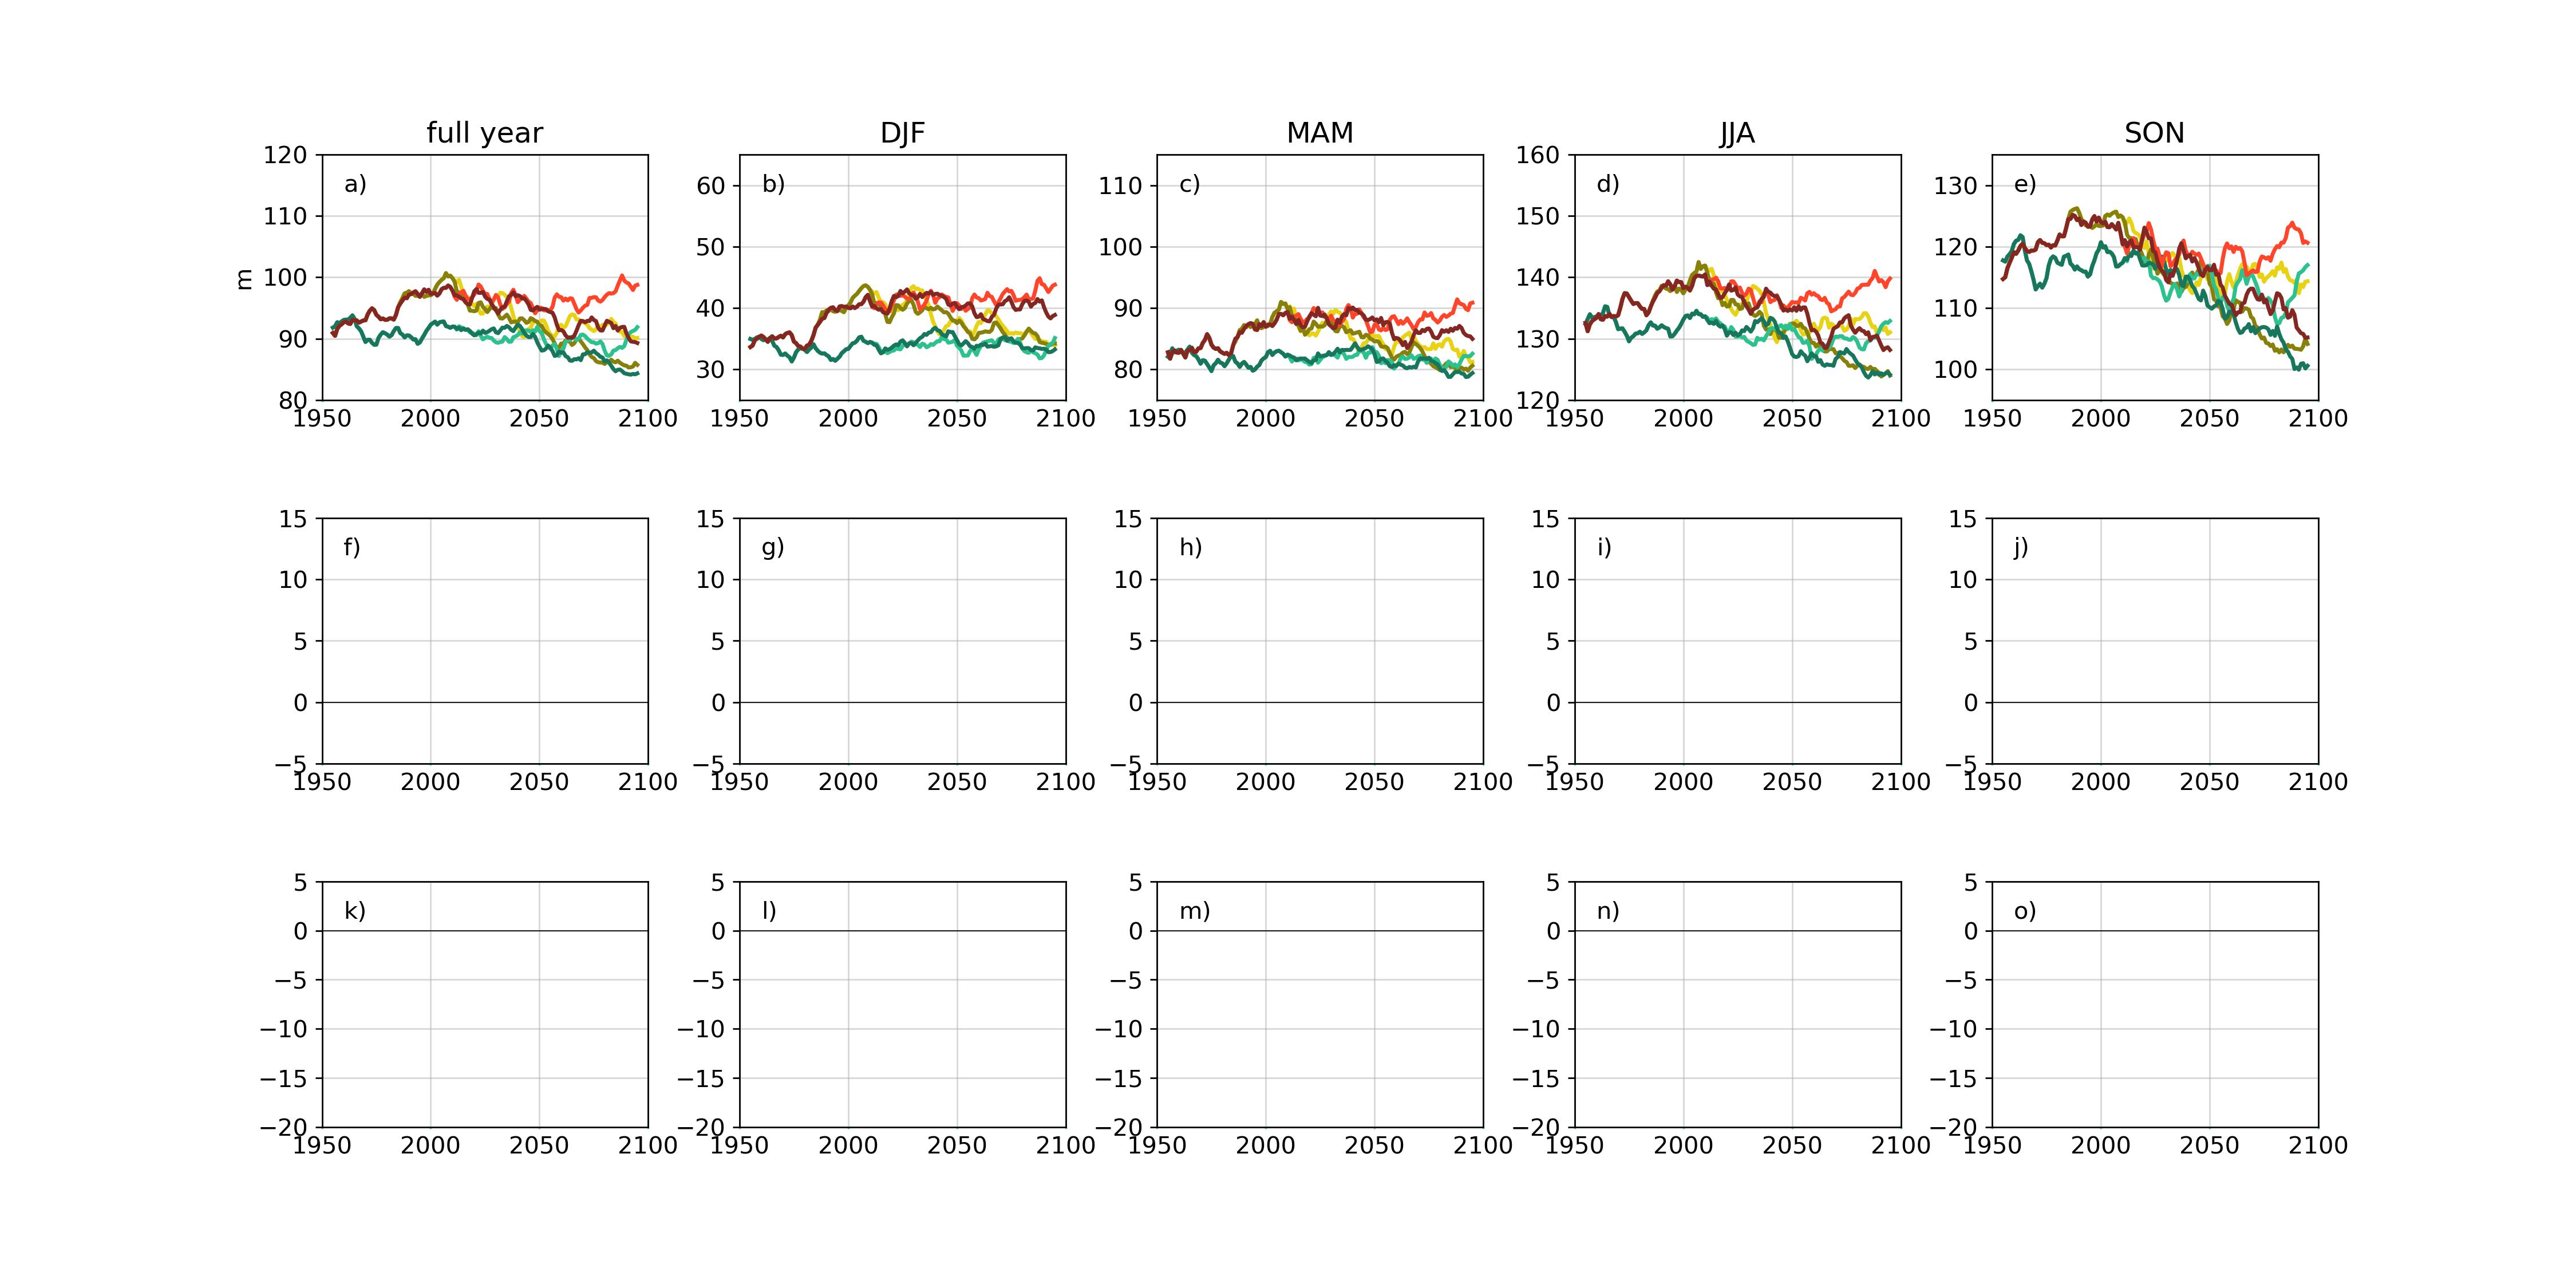 full year DJF MAM JJA SON
120 60 110 160 130
a) b) c) d) e)
110 50 100 150 120
m
100 40 90 140 110
90 30 80 130 100
80 120
1950 2000 2050 2100 1950 2000 2050 2100 1950 2000 2050 2100 1950 2000 2050 2100 1950 2000 2050 2100
15 15 15 15 15
f) g) h) i) j)
10 10 10 10 10
5 5 5 5 5
0 0 0 0 0
−5 −5 −5 −5 −5
1950 2000 2050 2100 1950 2000 2050 2100 1950 2000 2050 2100 1950 2000 2050 2100 1950 2000 2050 2100
5 5 5 5 5
k) l) m) n) o)
0 0 0 0 0
−5 −5 −5 −5 −5
−10 −10 −10 −10 −10
−15 −15 −15 −15 −15
−20 −20 −20 −20 −20
1950 2000 2050 2100 1950 2000 2050 2100 1950 2000 2050 2100 1950 2000 2050 2100 1950 2000 2050 2100